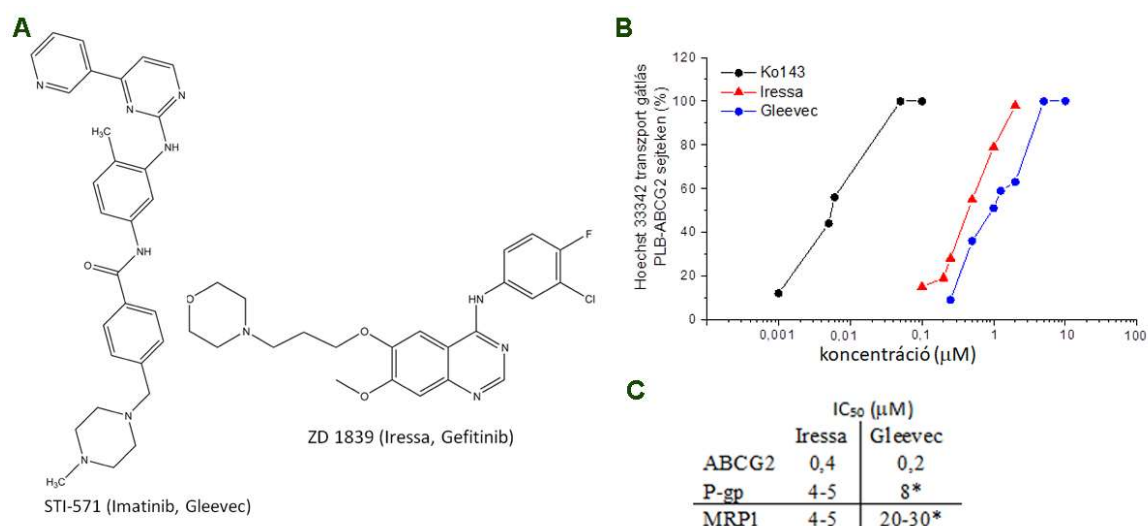 A
N
N
N
N
H₃C
NH
NH
O
N
N
H₃C
STI-571 (Imatinib, Gleevec)
O
N
O
O
HN
F
Cl
N
N
ZD 1839 (Iressa, Gefitinib)
B
Hoechst 33342 transzport gátlás
PLB-ABCG2 sejteken (%)
120
100
80
60
40
20
0
Ko143
Iressa
Gleevec
0,001 0,01 0,1 1 10 100
koncentráció (μM)
C
IC₅₀ (μM)
Iressa Gleevec
ABCG2 0,4 0,2
P-gp 4-5 8*
MRP1 4-5 20-30*